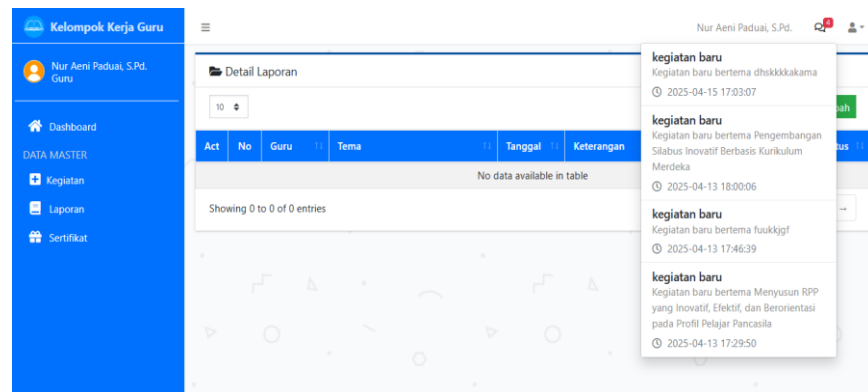 Kelompok Kerja Guru
Nur Aeni Paduai, S.Pd.
4
Nur Aeni Paduai, S.Pd.
Guru
Dashboard
DATA MASTER
Kegiatan
Laporan
Sertifikat
Detail Laporan
10
Act No Guru Tema Tanggal Keterangan
No data available in table
Showing 0 to 0 of 0 entries
kegiatan baru
Kegiatan baru bertema dhskkkkakama
2025-04-15 17:03:07
kegiatan baru
Kegiatan baru bertema Pengembangan
Silabus Inovatif Berbasis Kurikulum
Merdeka
2025-04-13 18:00:06
kegiatan baru
Kegiatan baru bertema fuukkjgf
2025-04-13 17:46:39
kegiatan baru
Kegiatan baru bertema Menyusun RPP
yang Inovatif, Efektif, dan Berorientasi
pada Profil Pelajar Pancasila
2025-04-13 17:29:50